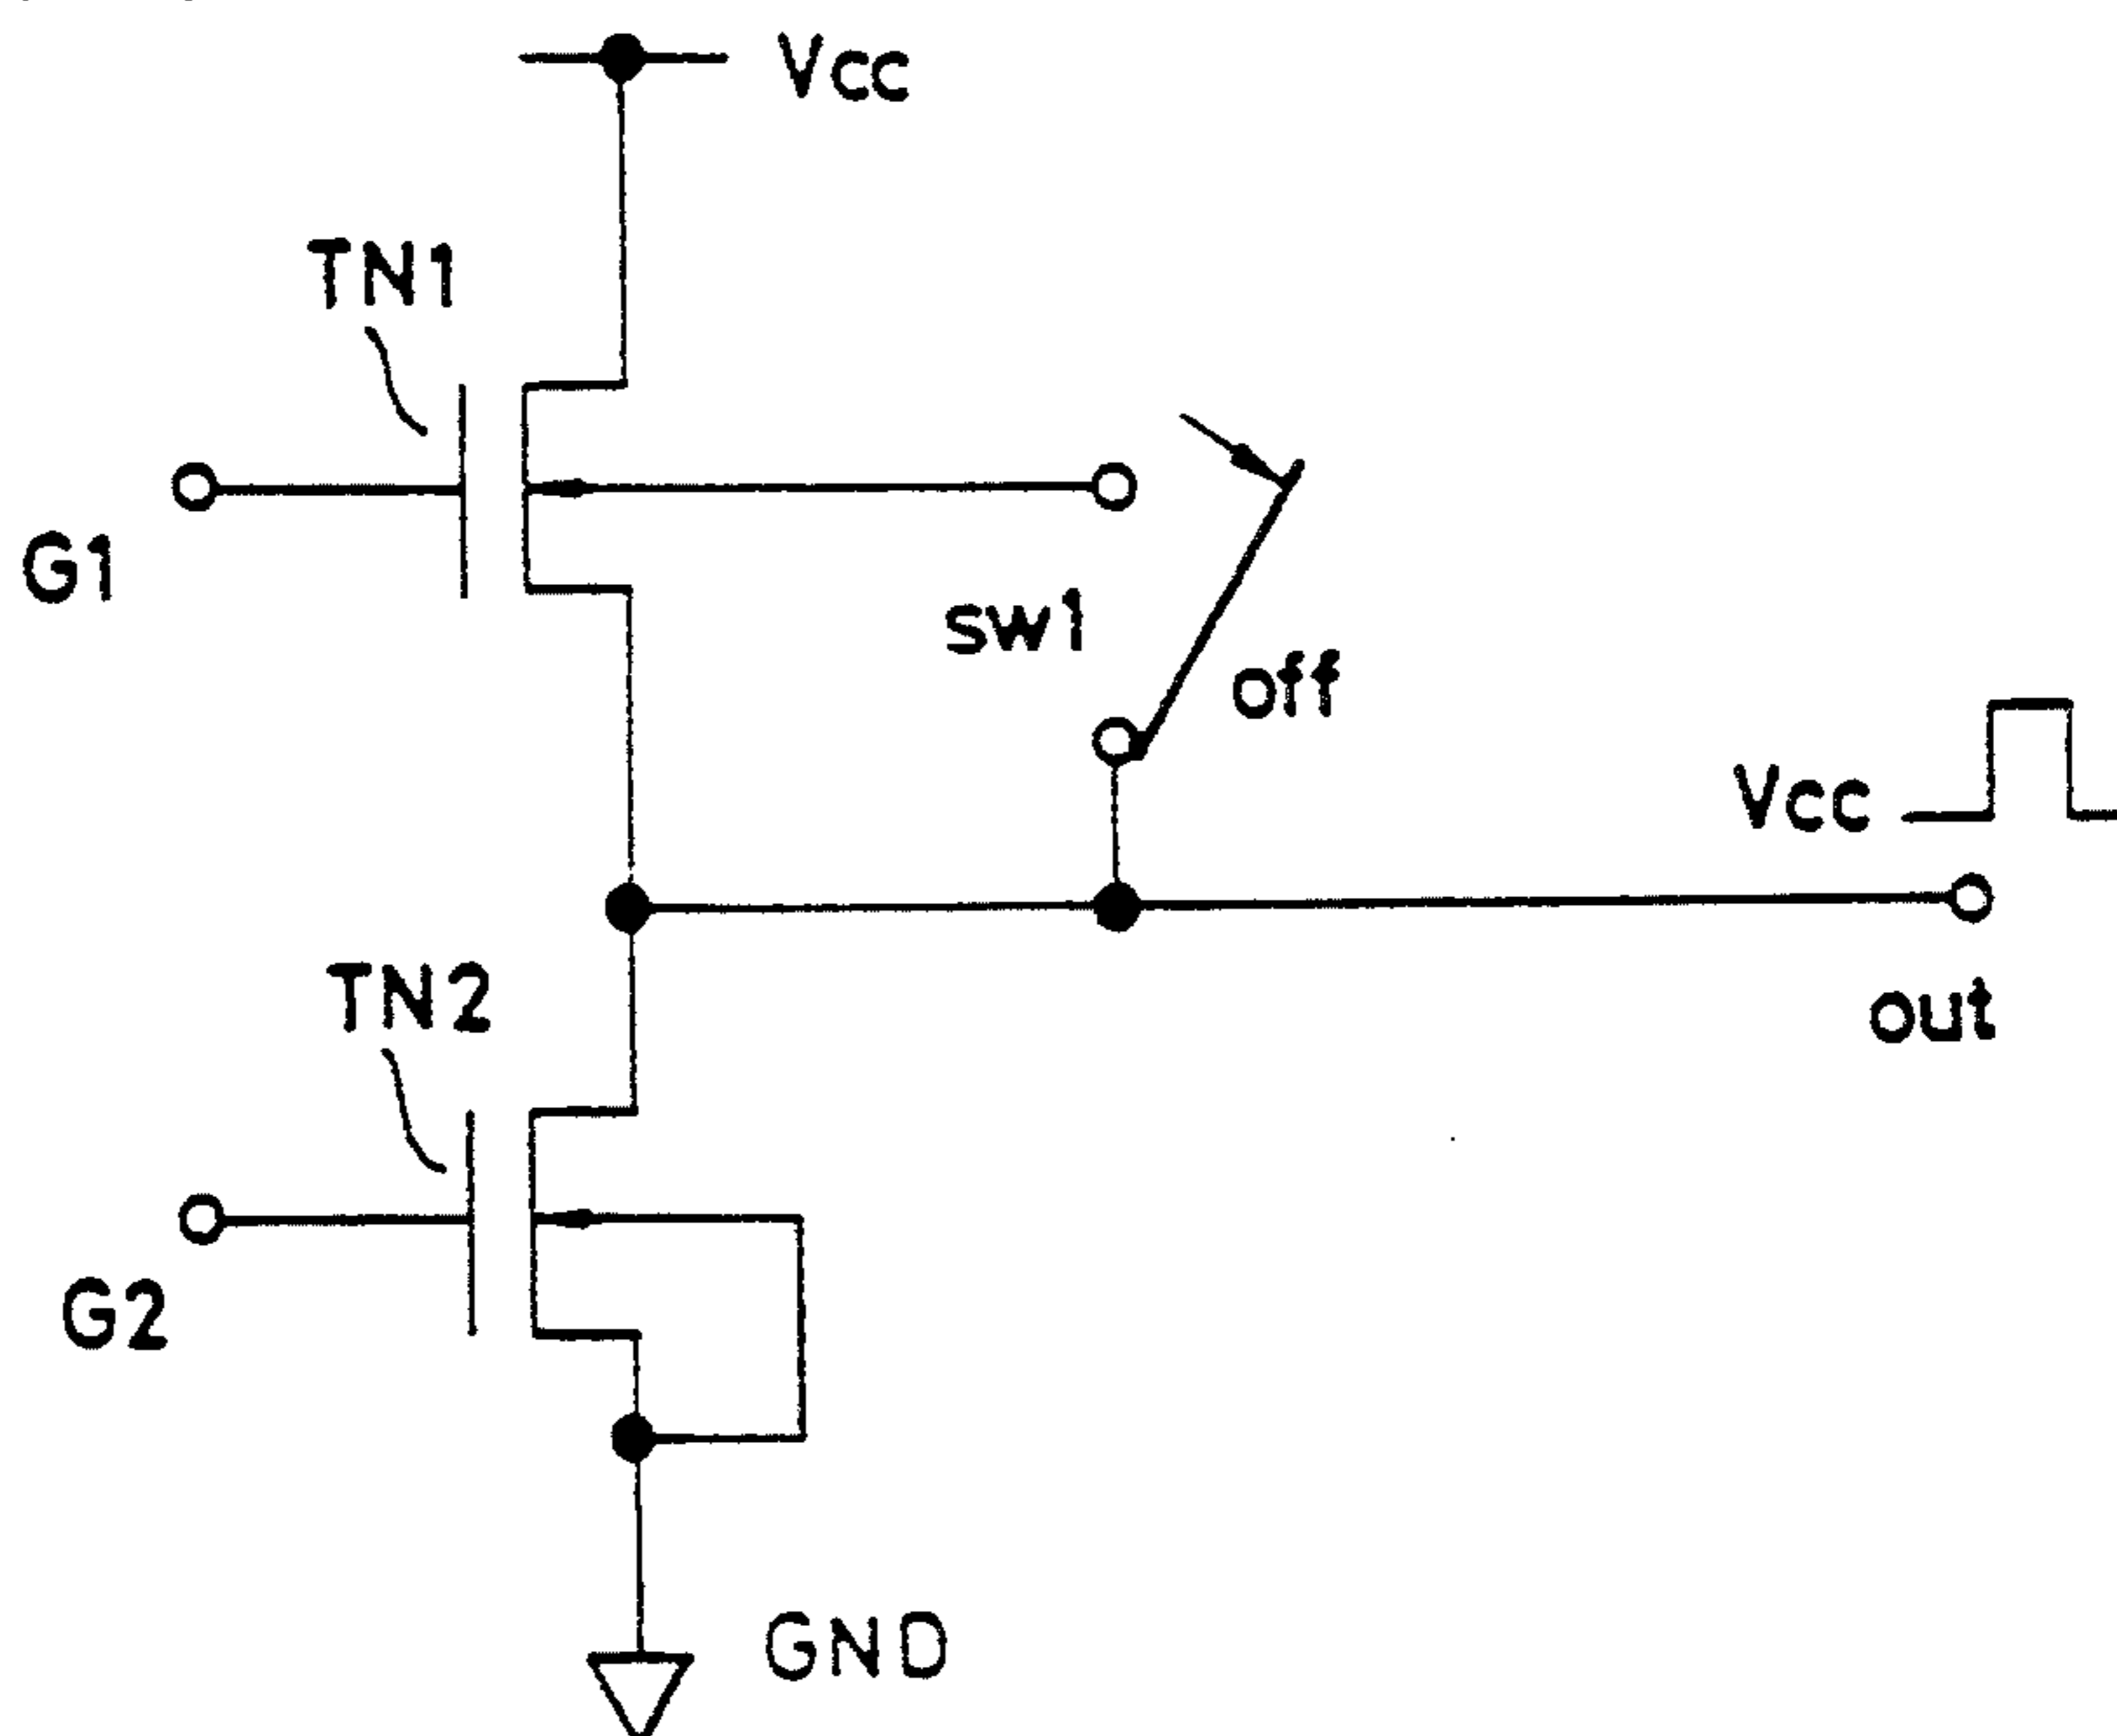 Vcc
TN1
G1
sw1
off
Vcc
TN2
out
G2
GND